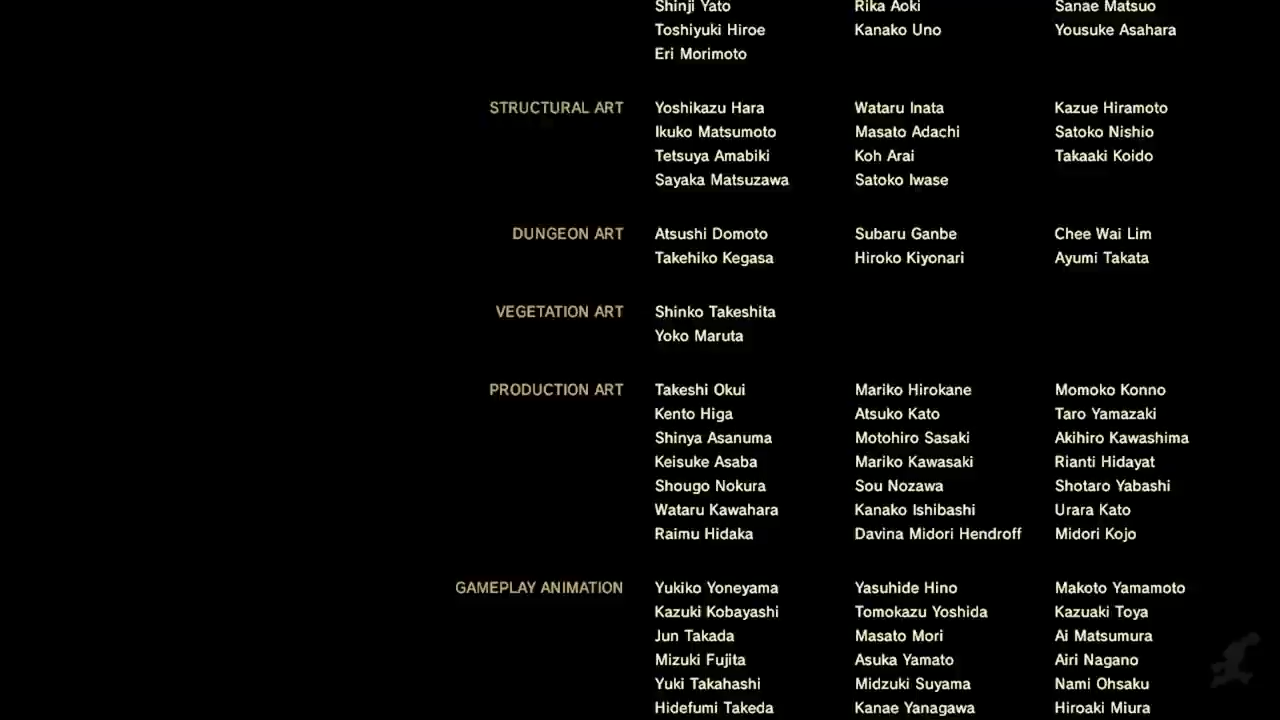 Shinji Yato Rika Aoki Sanae Matsuo
Toshiyuki Hiroe Kanako Uno Yousuke Asahara
Eri Morimoto
STRUCTURAL ART Yoshikazu Hara Wataru Inata Kazue Hiramoto
Ikuko Matsumoto Masato Adachi Satoko Nishio
Tetsuya Amabiki Koh Arai Takaaki Koido
Sayaka Matsuzawa Satoko Iwase
DUNGEON ART Atsushi Domoto Subaru Ganbe Chee Wai Lim
Takehiko Kegasa Hiroko Kiyonari Ayumi Takata
VEGETATION ART Shinko Takeshita
Yoko Maruta
PRODUCTION ART Takeshi Okui Mariko Hirokane Momoko Konno
Kento Higa Atsuko Kato Taro Yamazaki
Shinya Asanuma Motohiro Sasaki Akihiro Kawashima
Keisuke Asaba Mariko Kawasaki Rianti Hidayat
Shougo Nokura Sou Nozawa Shotaro Yabashi
Wataru Kawahara Kanako Ishibashi Urara Kato
Raimu Hidaka Davina Midori Hendroff Midori Kojo
GAMEPLAY ANIMATION Yukiko Yoneyama Yasuhide Hino Makoto Yamamoto
Kazuki Kobayashi Tomokazu Yoshida Kazuaki Toya
Jun Takada Masato Mori Ai Matsumura
Mizuki Fujita Asuka Yamato Airi Nagano
Yuki Takahashi Midzuki Suyama Nami Ohsaku
Hidefumi Takeda Kanae Yanagawa Hiroaki Miura